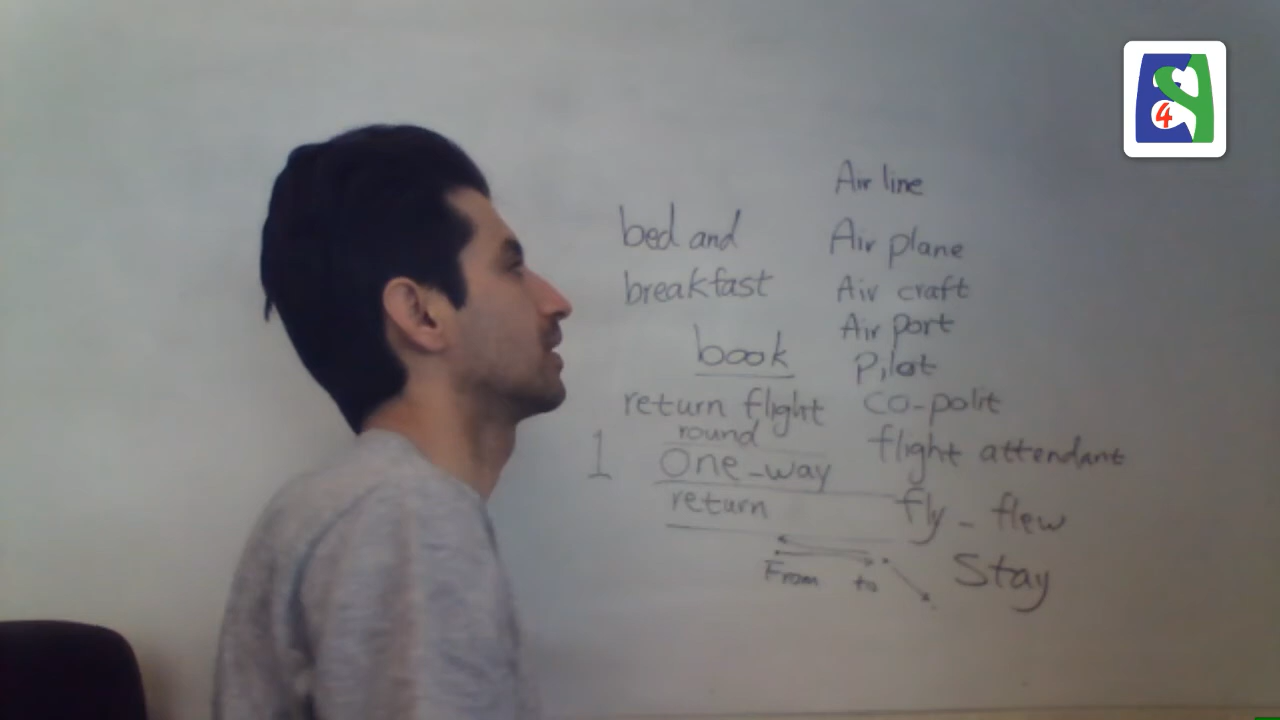 bed and
breakfast
book
return flight
round
1 One-way
return
From to
Air line
Air plane
Air craft
Air port
Pilot
co-polit
flight attendant
fly - flew
Stay
4